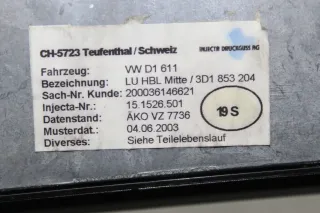 CH-5723 Teufenthal / Schweiz INJECTA DRUCKGUSS AG
Fahrzeug: VW D1 611
Bezeichnung: LU HBL Mitte / 3D1 853 204
Sach-Nr. Kunde: 200036146621
Injecta-Nr.: 15.1526.501
Datenstand: ÄKO VZ 7736
Musterdat.: 04.06.2003
Diverses: Siehe Teilelebenslauf
19 S